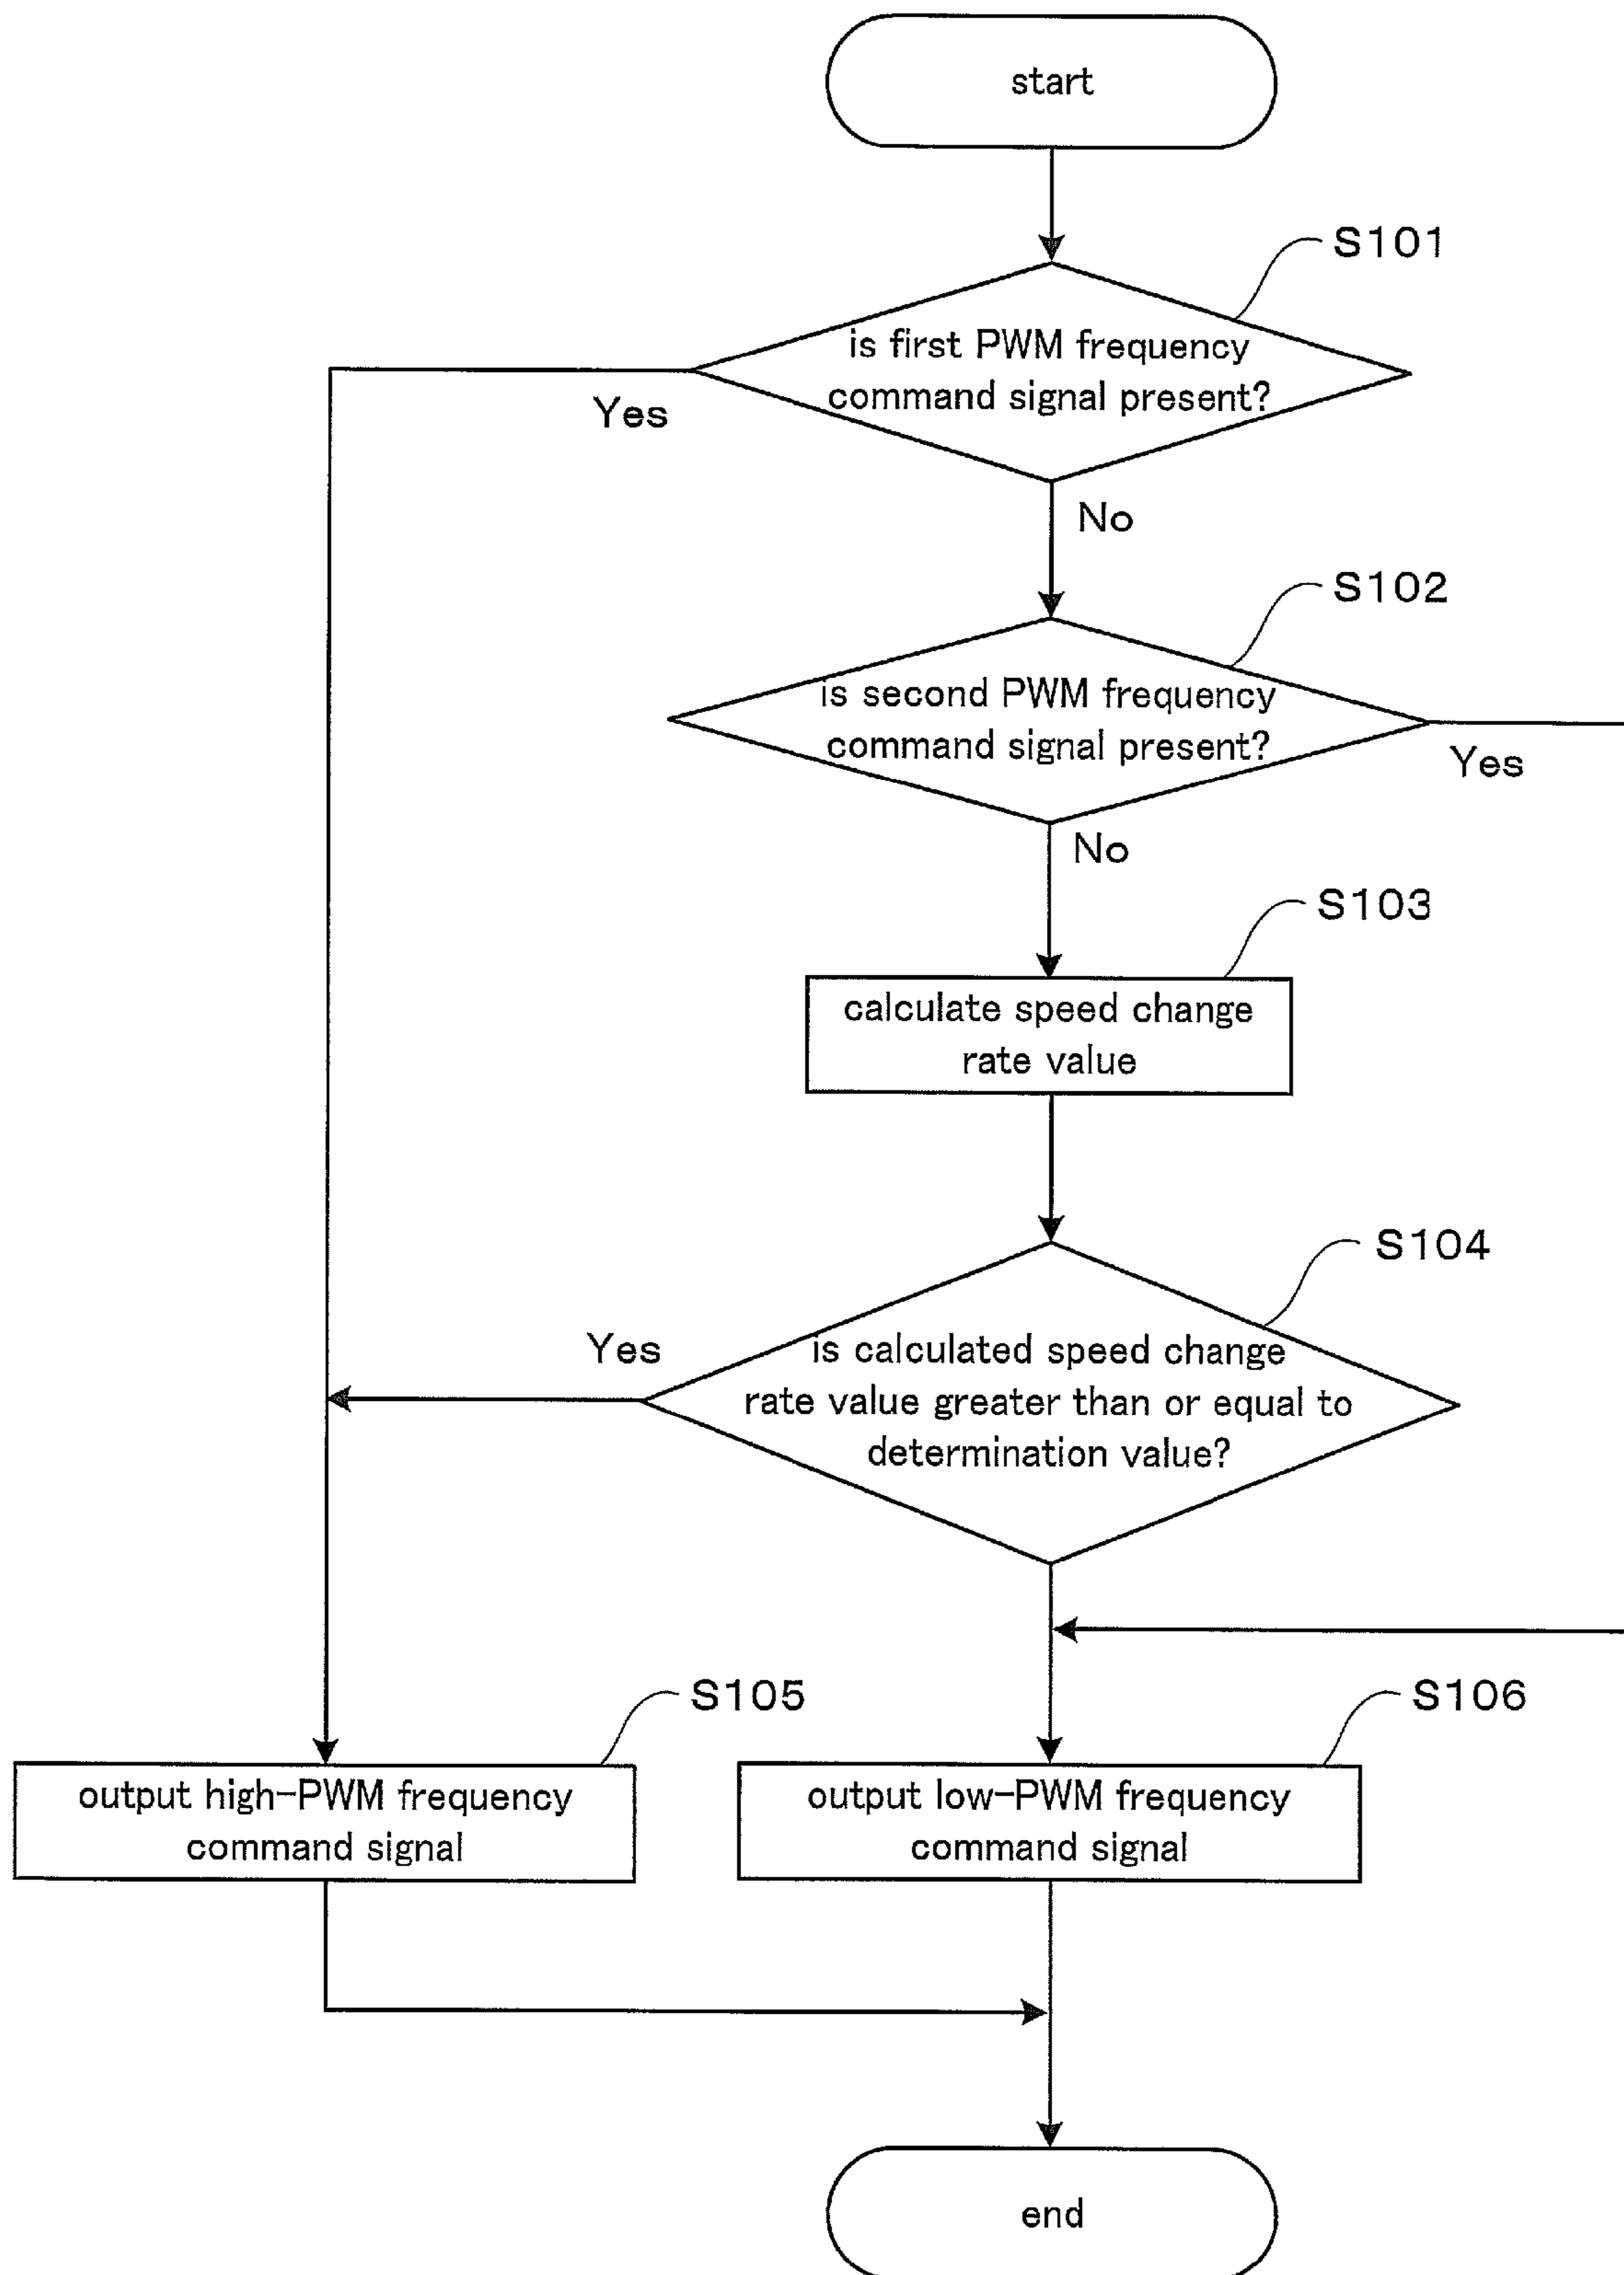 start
S101
is first PWM frequency
command signal present?
Yes
No
S102
is second PWM frequency
command signal present?
Yes
No
S103
calculate speed change
rate value
S104
Yes
is calculated speed change
rate value greater than or equal to
determination value?
S105
S106
output high-PWM frequency
command signal
output low-PWM frequency
command signal
end